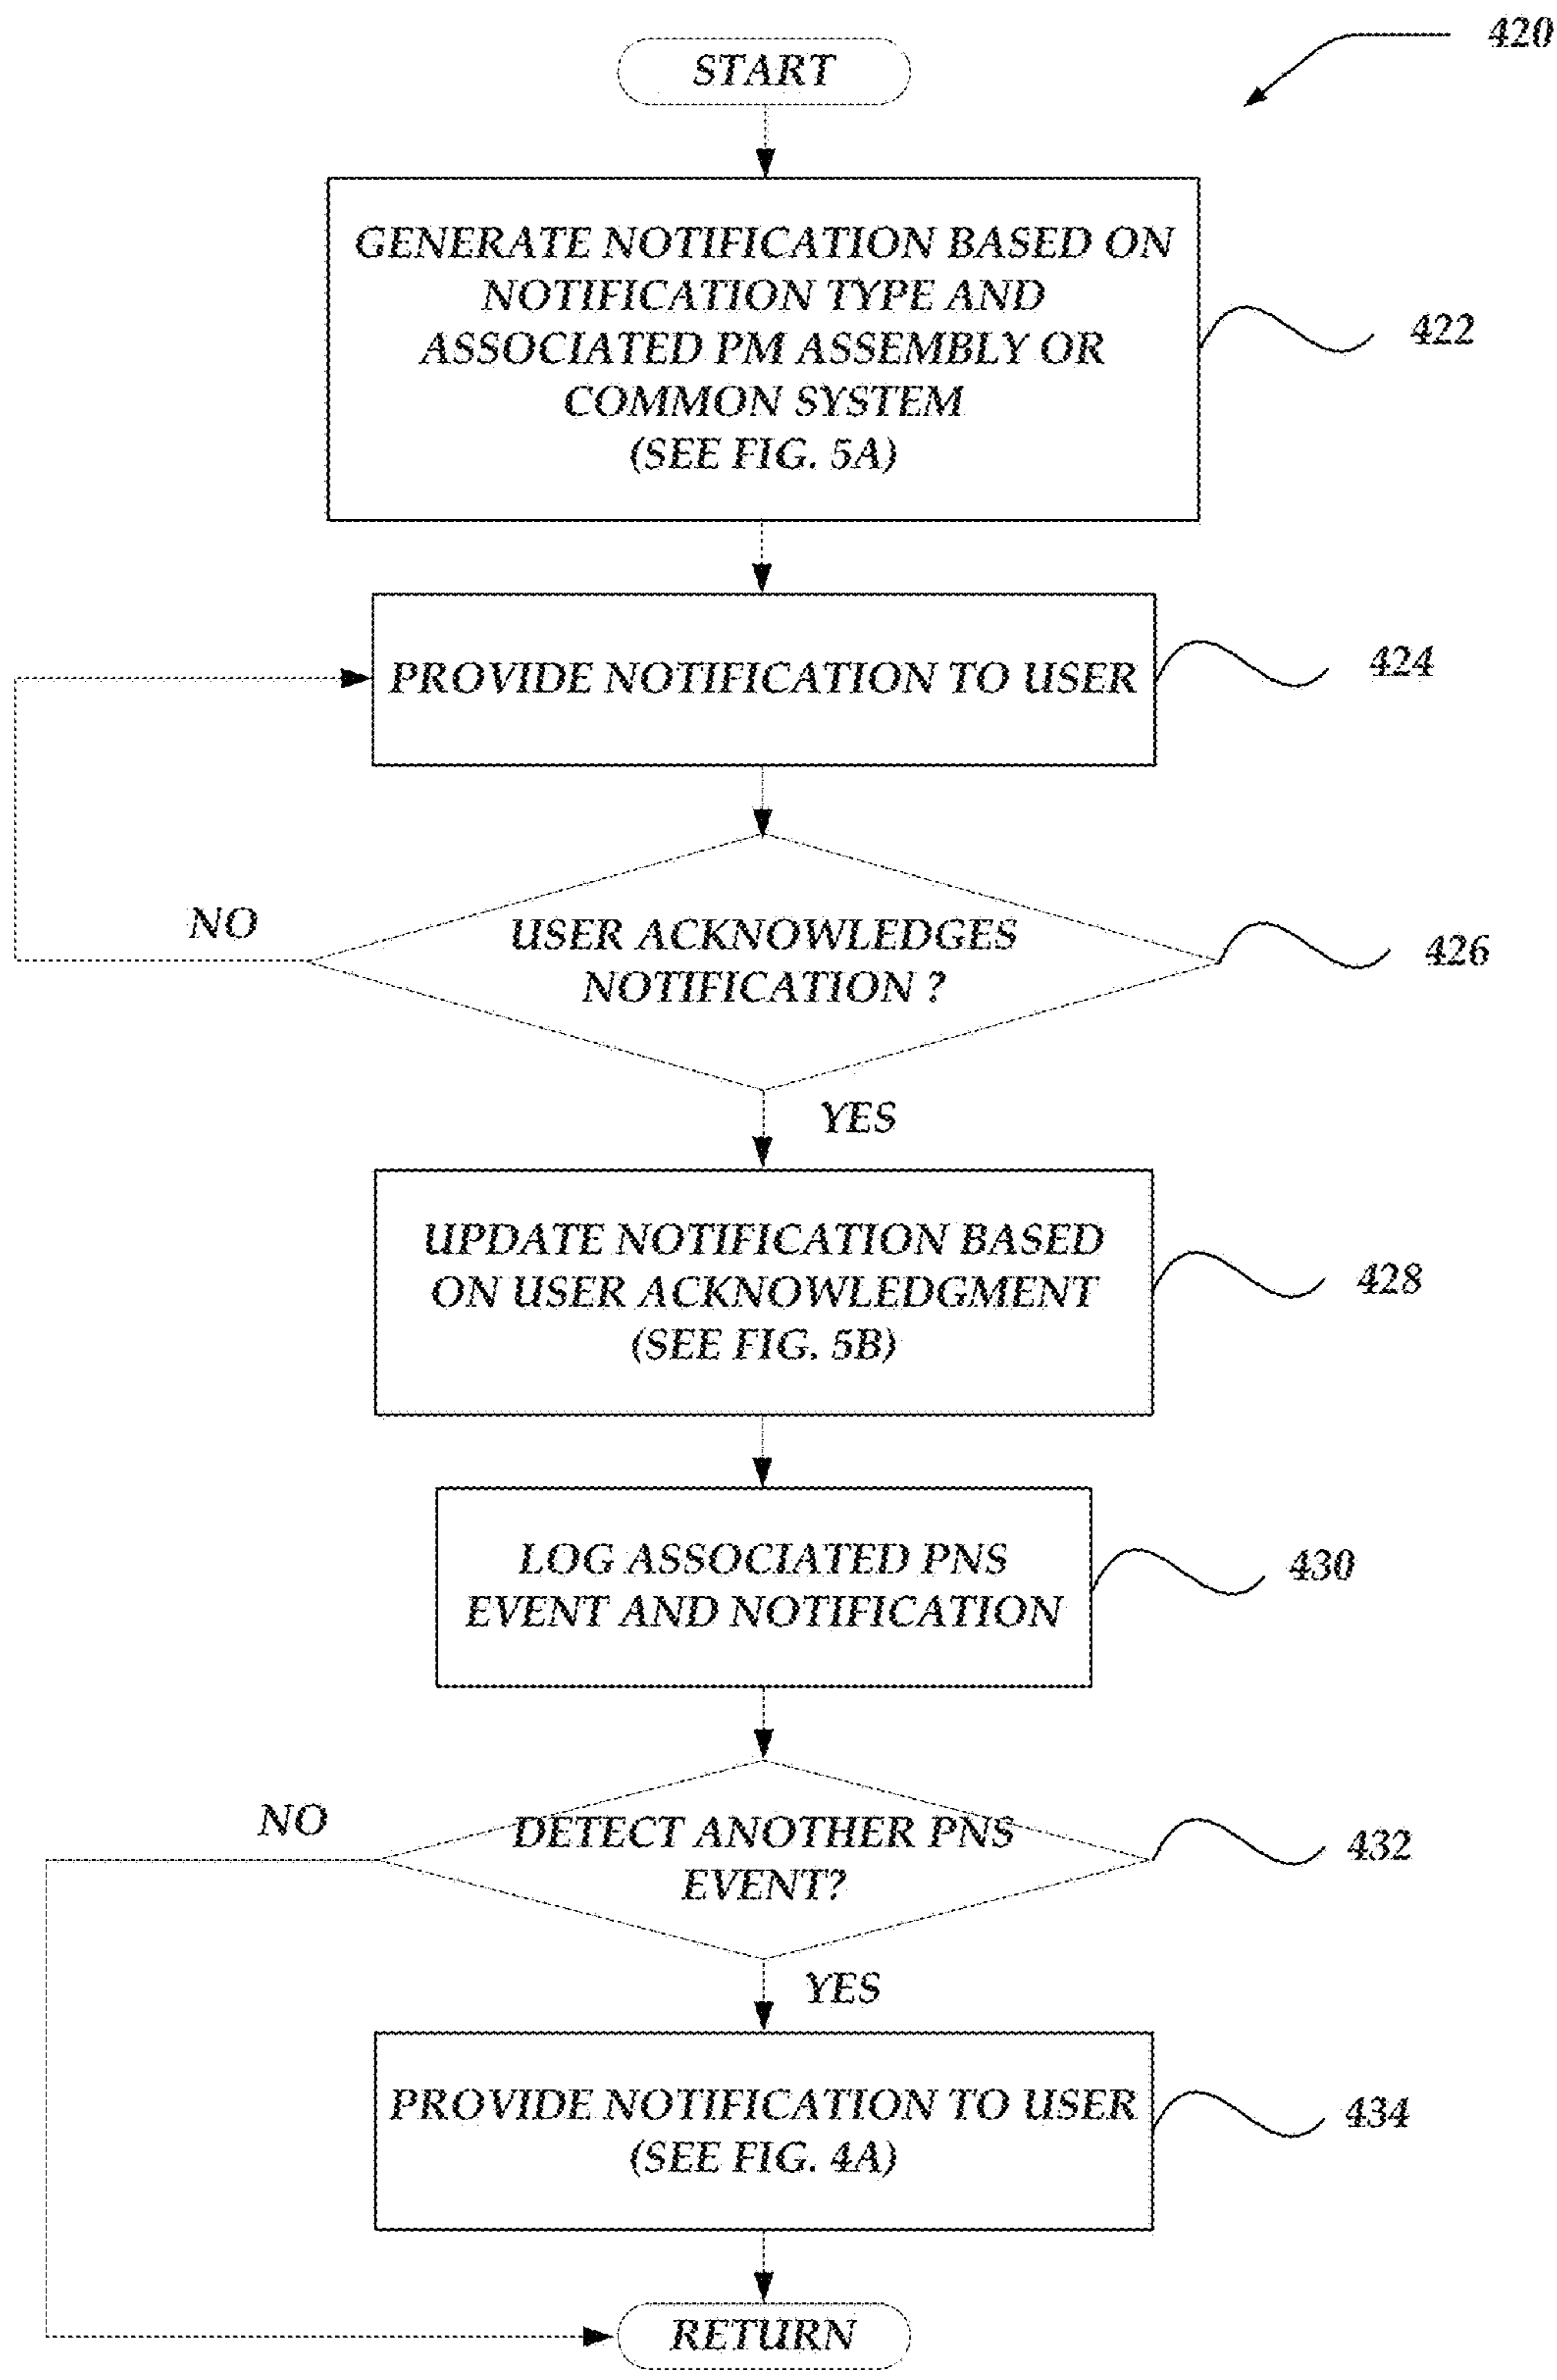 420
START
GENERATE NOTIFICATION BASED ON
NOTIFICATION TYPE AND
ASSOCIATED PM ASSEMBLY OR
COMMON SYSTEM
(SEE FIG. 5A)
422
PROVIDE NOTIFICATION TO USER
424
NO
USER ACKNOWLEDGES
NOTIFICATION ?
426
YES
UPDATE NOTIFICATION BASED
ON USER ACKNOWLEDGMENT
(SEE FIG. 5B)
428
LOG ASSOCIATED PNS
EVENT AND NOTIFICATION
430
NO
DETECT ANOTHER PNS
EVENT?
432
YES
PROVIDE NOTIFICATION TO USER
(SEE FIG. 4A)
434
RETURN